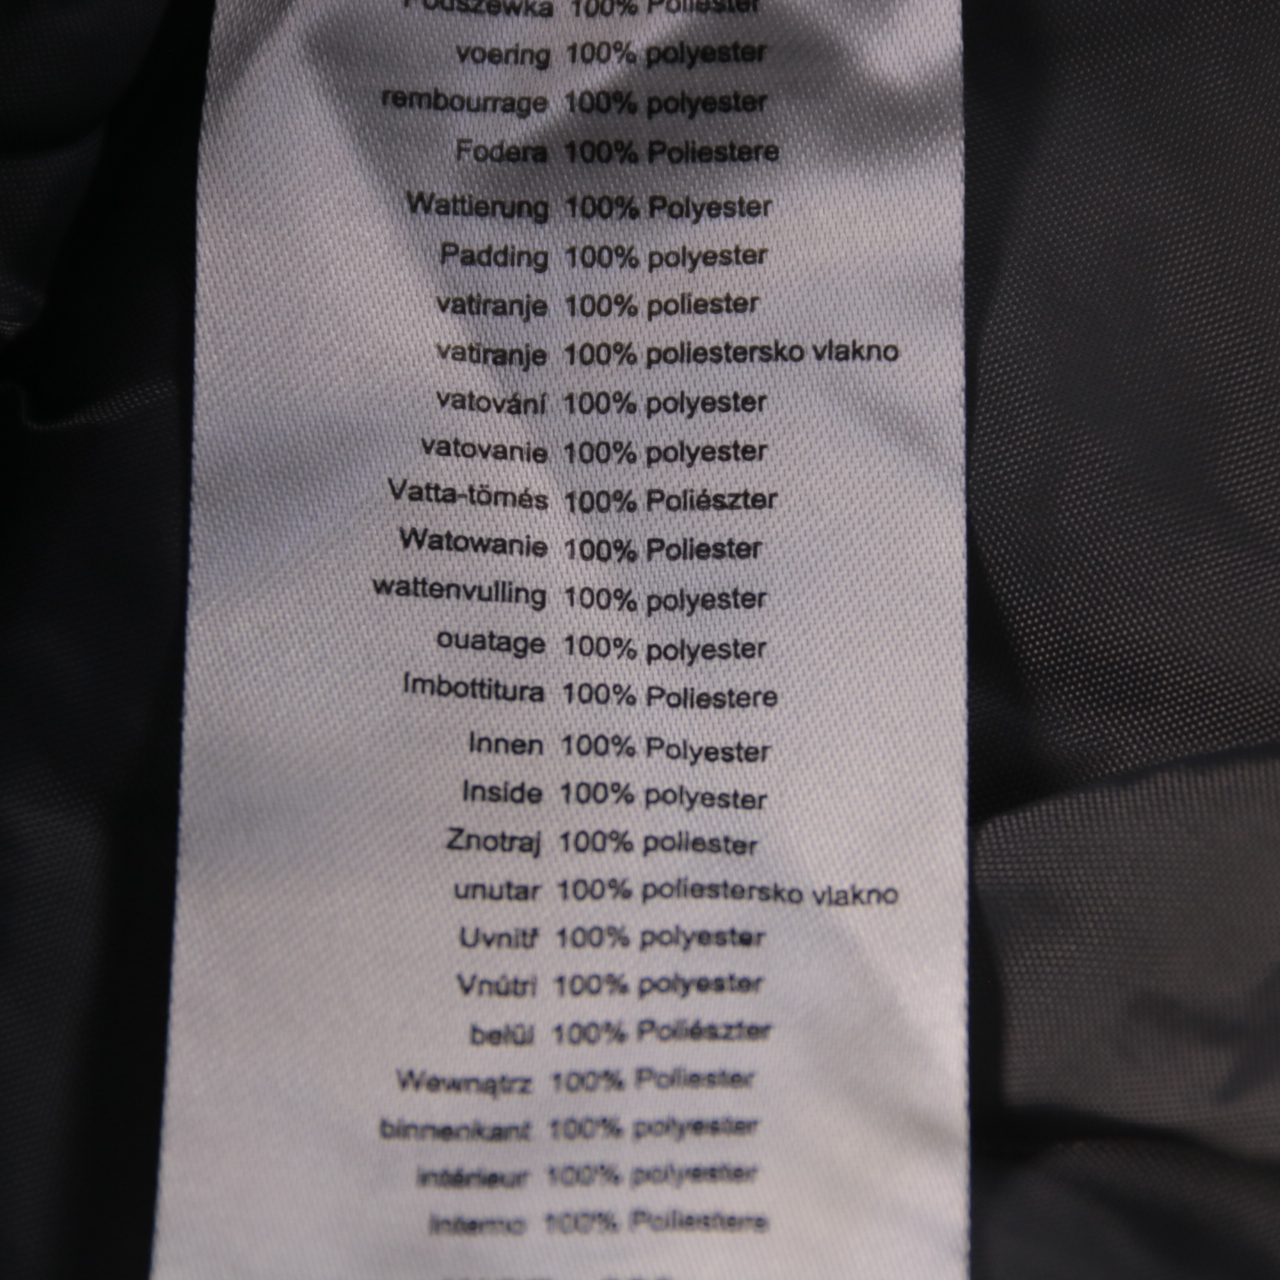 Podszewka 100% Poliester
voering 100% polyester
rembourrage 100% polyester
Fodera 100% Poliestere
Wattierung 100% Polyester
Padding 100% polyester
vatiranje 100% poliester
vatiranje 100% poliestersko vlakno
vatování 100% polyester
vatovanie 100% polyester
Vatta-tömés 100% Poliészter
Watowanie 100% Poliester
wattenvulling 100% polyester
ouatage 100% polyester
Imbottitura 100% Poliestere
Innen 100% Polyester
Inside 100% polyester
Znotraj 100% poliester
unutar 100% poliestersko vlakno
Uvnitř 100% polyester
Vnútri 100% polyester
belül 100% Poliészter
Wewnątrz 100% Poliester
binnenkant 100% polyester
intérieur 100% polyester
Interno 100% Poliestere